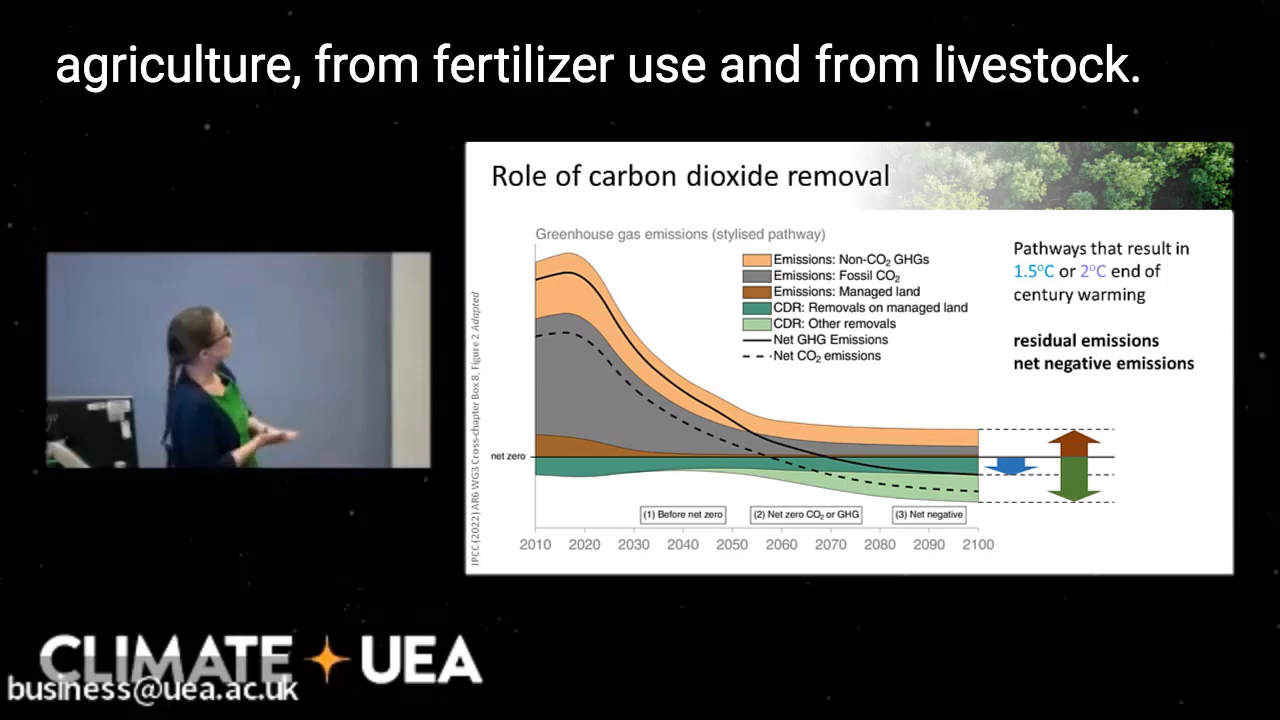 agriculture, from fertilizer use and from livestock.
Role of carbon dioxide removal
Greenhouse gas emissions (stylised pathway)
Emissions: Non-CO₂ GHGs
Emissions: Fossil CO₂
Emissions: Managed land
CDR: Removals on managed land
CDR: Other removals
Net GHG Emissions
Net CO₂ emissions
Pathways that result in
1.5°C or 2°C end of
century warming
residual emissions
net negative emissions
IPCC (2022) AR6 WG3 Cross-chapter Box 8, Figure 2 Adapted
net zero
(1) Before net zero
(2) Net zero CO₂ or GHG
(3) Net negative
2010 2020 2030 2040 2050 2060 2070 2080 2090 2100
CLIMATE UEA
business@uea.ac.uk